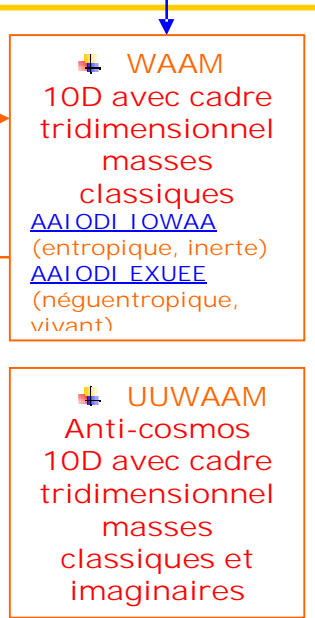 WAAM
10D avec cadre
tridimensionnel
masses
classiques
AAIODI IOWAA
(entropique, inerte)
AAIODI EXUEE
(néguentropique,
vivant)
UUWAAM
Anti-cosmos
10D avec cadre
tridimensionnel
masses
classiques et
imaginaires